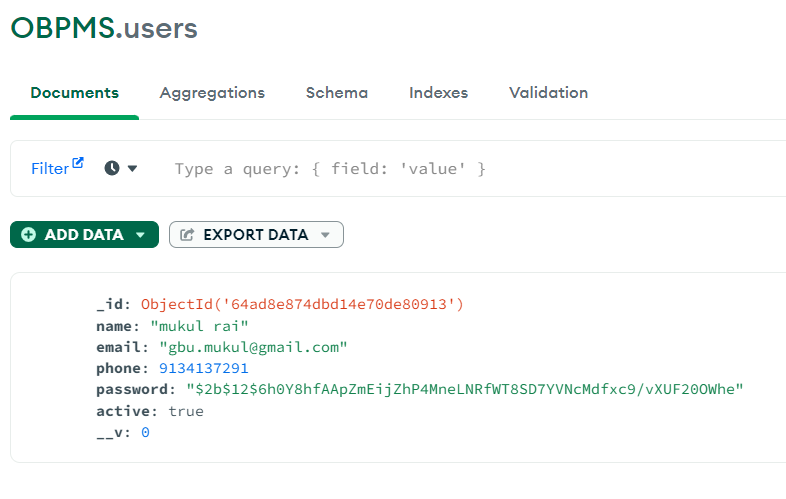 OBPMS.users
Documents Aggregations Schema Indexes Validation
Filter Type a query: { field: 'value' }
ADD DATA EXPORT DATA
_id: ObjectId('64ad8e874dbd14e70de80913')
name: "mukul rai"
email: "gbu.mukul@gmail.com"
phone: 9134137291
password: "$2b$12$6h0Y8hfAApZmEijZhP4MneLNRfWT8SD7YVNcMdfxc9/vXUF20OWhe"
active: true
__v: 0